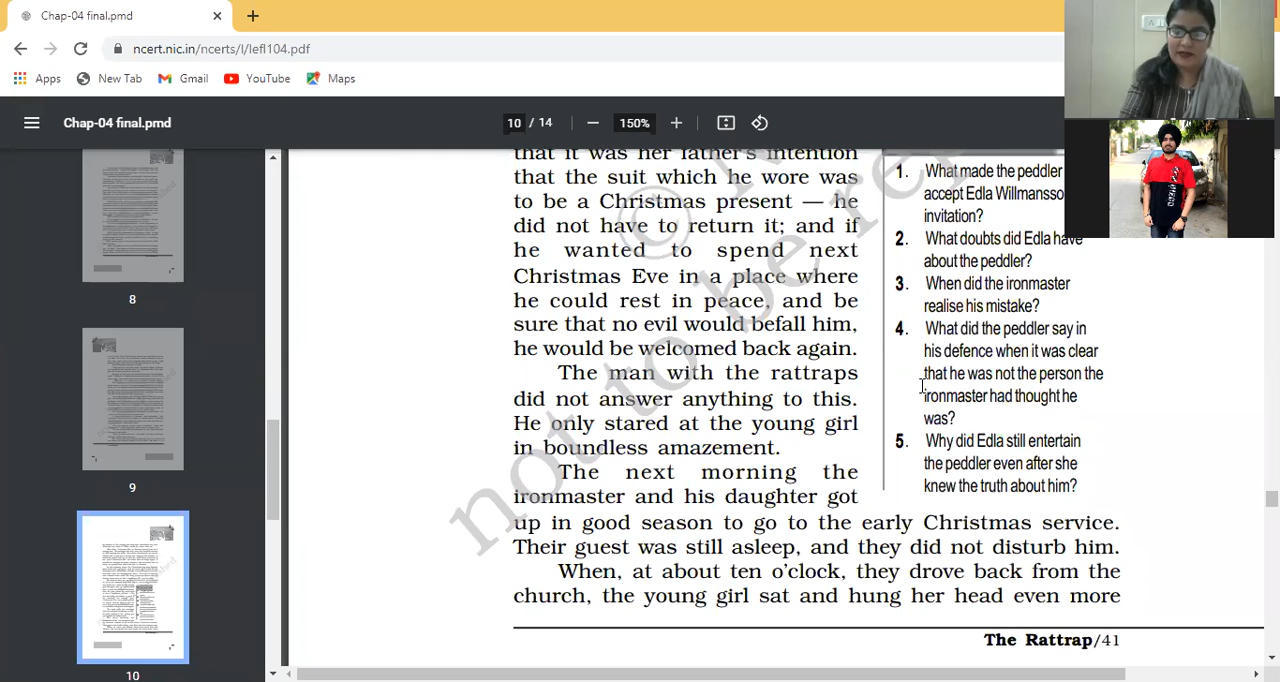 Chap-04 final.pmd
ncert.nic.in/ncerts/l/lefl104.pdf
Apps New Tab Gmail YouTube Maps
Chap-04 final.pmd
10 / 14
150%
8
9
10
that it was her father's intention
that the suit which he wore was
to be a Christmas present — he
did not have to return it; and if
he wanted to spend next
Christmas Eve in a place where
he could rest in peace, and be
sure that no evil would befall him,
he would be welcomed back again.
The man with the rattraps
did not answer anything to this.
He only stared at the young girl
in boundless amazement.
The next morning the
ironmaster and his daughter got
up in good season to go to the early Christmas service.
Their guest was still asleep, and they did not disturb him.
When, at about ten o'clock, they drove back from the
church, the young girl sat and hung her head even more
1. What made the peddler
accept Edla Willmansso
invitation?
2. What doubts did Edla have
about the peddler?
3. When did the ironmaster
realise his mistake?
4. What did the peddler say in
his defence when it was clear
that he was not the person the
ironmaster had thought he
was?
5. Why did Edla still entertain
the peddler even after she
knew the truth about him?
The Rattrap/41
not to be re